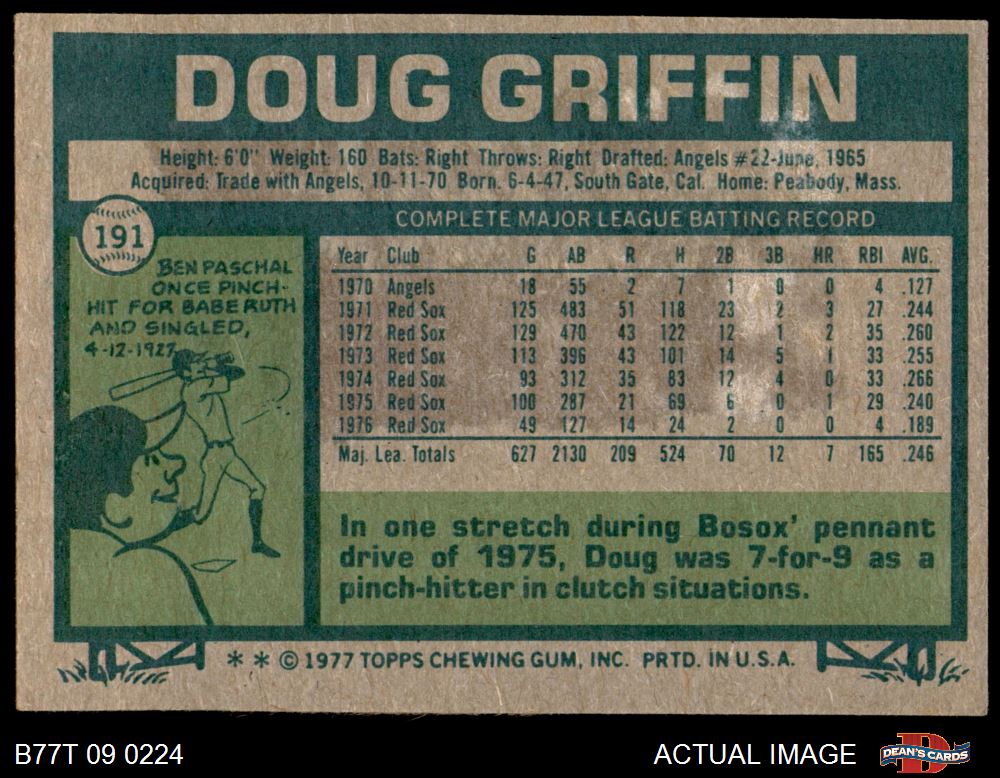 DOUG GRIFFIN
Height: 6'0" Weight: 160 Bats: Right Throws: Right Drafted: Angels #22-June, 1965
Acquired: Trade with Angels, 10-11-70 Born. 6-4-47, South Gate, Cal. Home: Peabody, Mass.
191
COMPLETE MAJOR LEAGUE BATTING RECORD
BEN PASCHAL
ONCE PINCH-
HIT FOR BABE RUTH
AND SINGLED,
4-12-1927
Year Club G AB R H 2B 3B HR RBI AVG.
1970 Angels 18 55 2 7 1 0 0 4 .127
1971 Red Sox 125 483 51 118 23 2 3 27 .244
1972 Red Sox 129 470 43 122 12 1 2 35 .260
1973 Red Sox 113 396 43 101 14 5 1 33 .255
1974 Red Sox 93 312 35 83 12 4 0 33 .266
1975 Red Sox 100 287 21 69 6 0 1 29 .240
1976 Red Sox 49 127 14 24 2 0 0 4 .189
Maj. Lea. Totals 627 2130 209 524 70 12 7 165 .246
In one stretch during Bosox' pennant
drive of 1975, Doug was 7-for-9 as a
pinch-hitter in clutch situations.
* * © 1977 TOPPS CHEWING GUM, INC. PRTD. IN U.S.A.
B77T 09 0224
ACTUAL IMAGE
DEAN'S CARDS